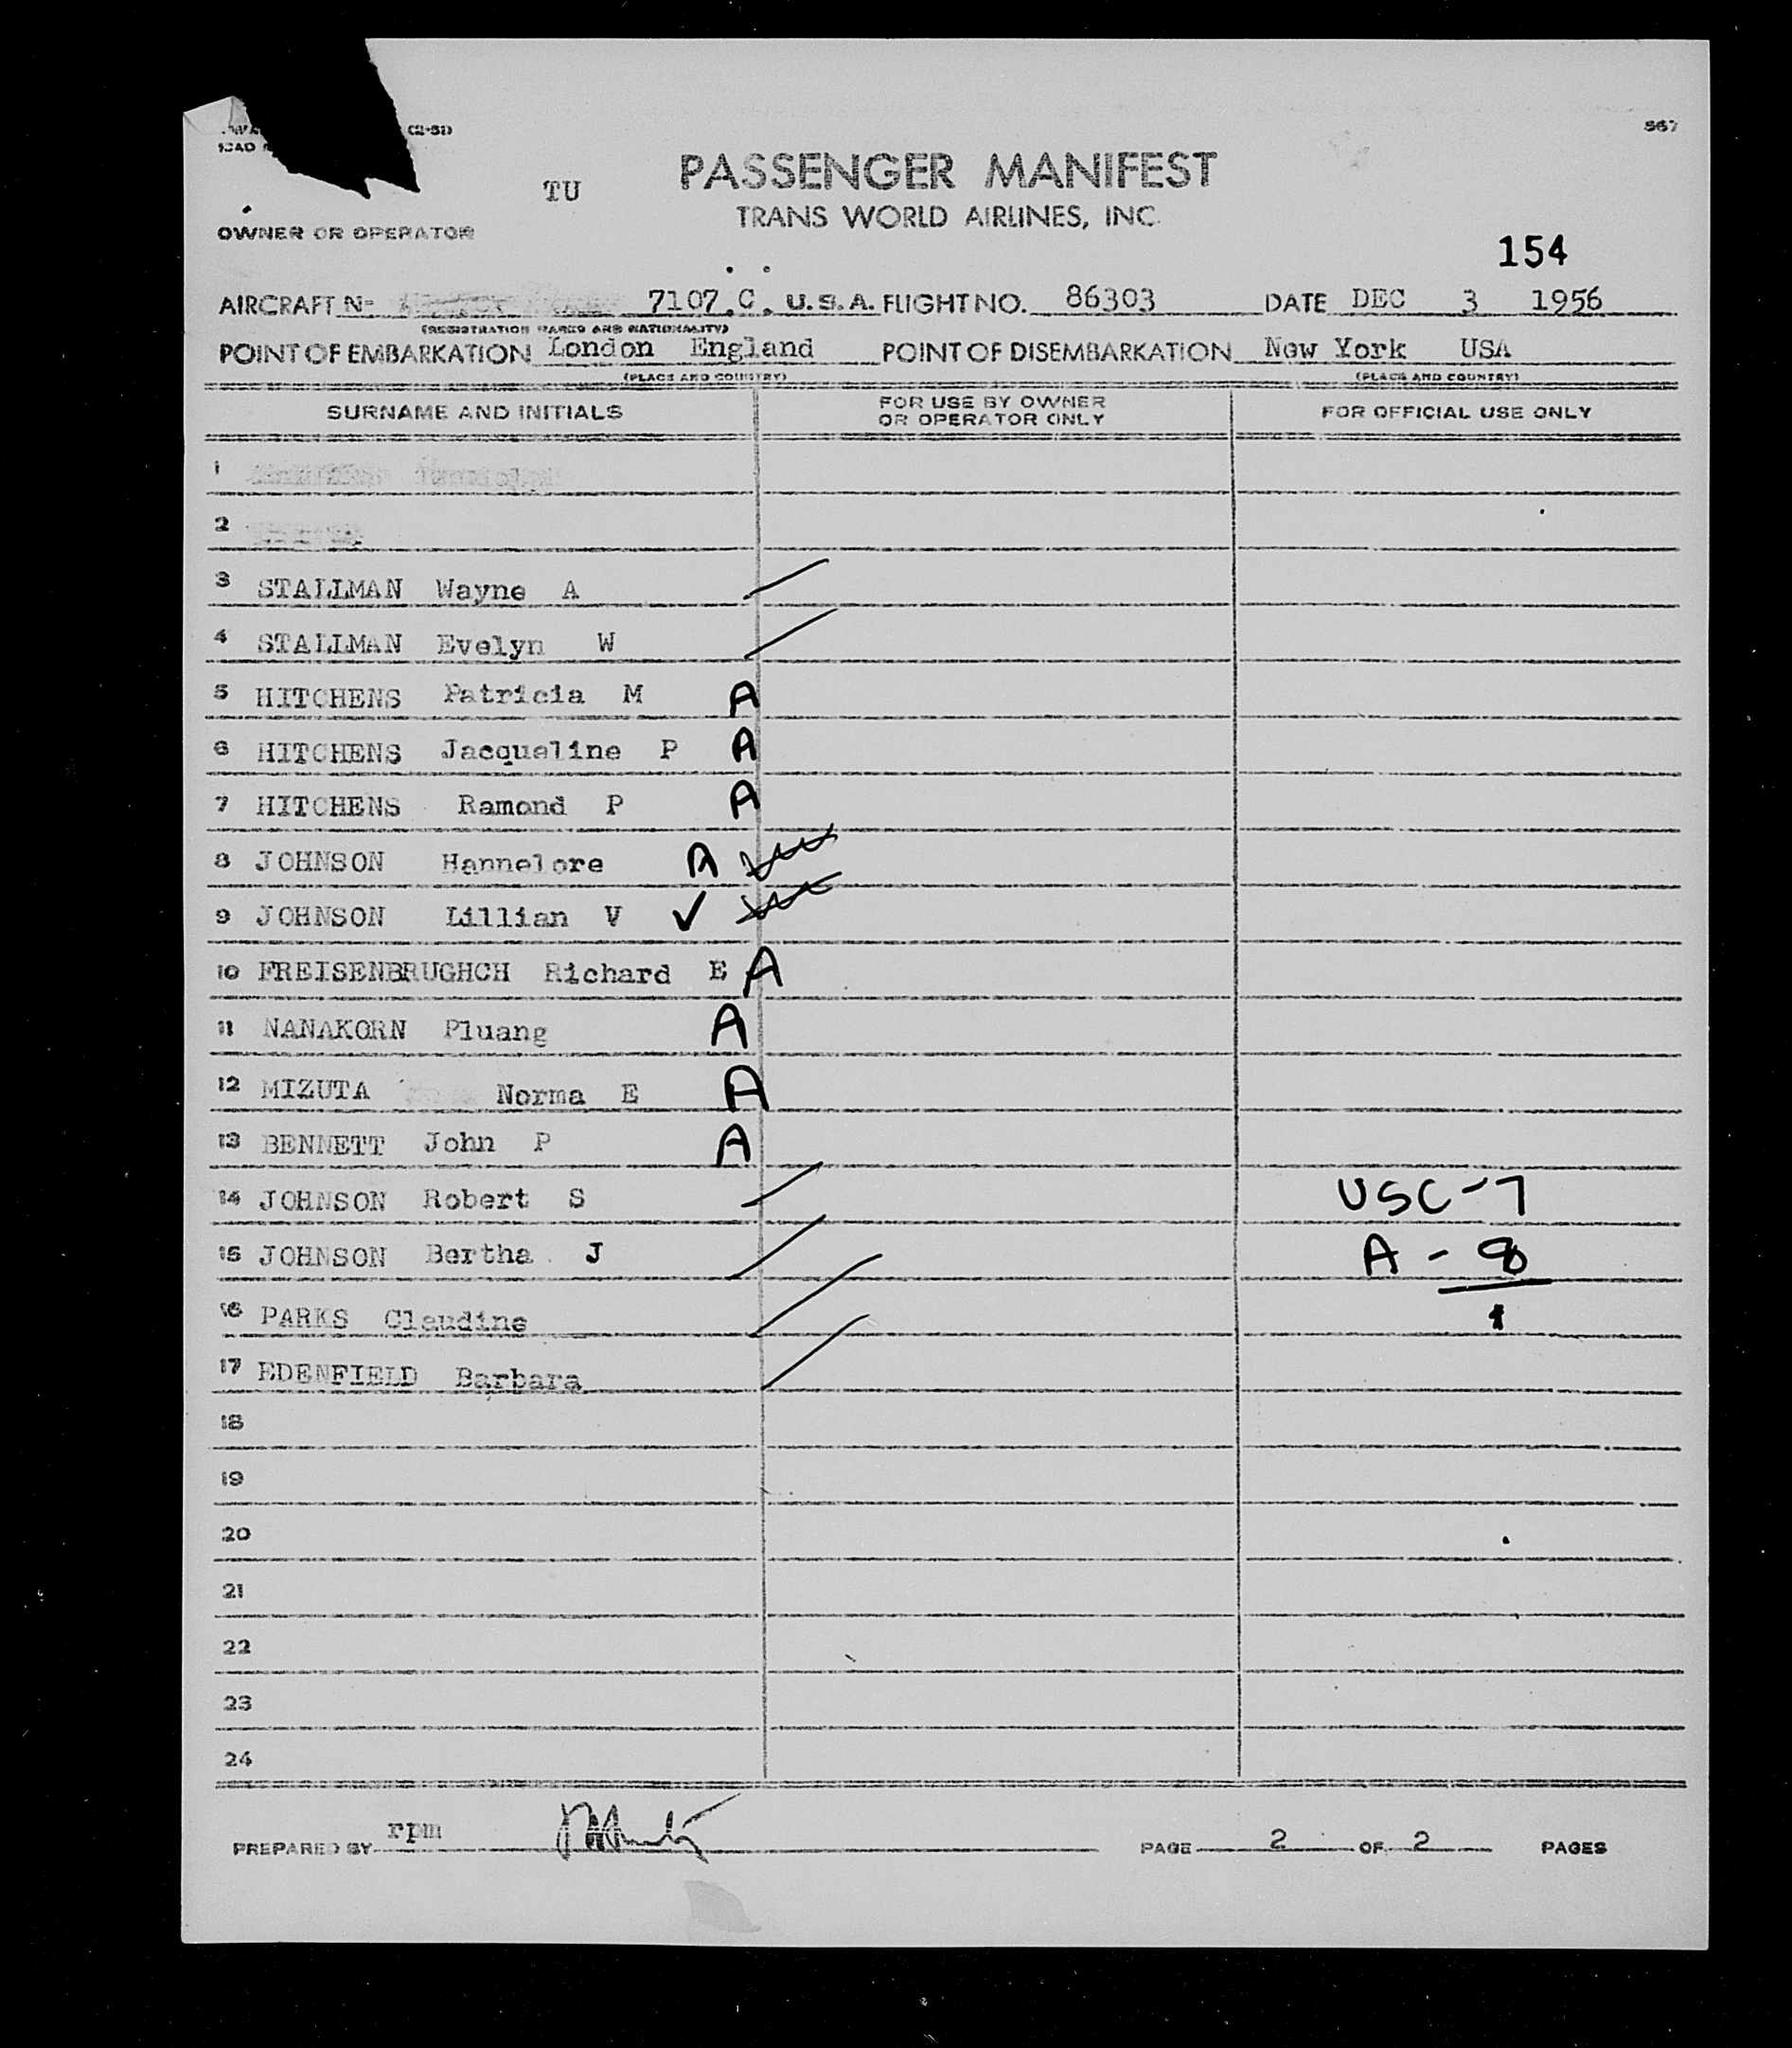 C2-SD
567
ICAO
TU
PASSENGER MANIFEST
TRANS WORLD AIRLINES, INC.
OWNER OR OPERATOR
154
AIRCRAFT N- 7107 C. U.S.A. FLIGHT NO. 86303 DATE DEC 3 1956
(REGISTRATION MARKS AND NATIONALITY)
POINT OF EMBARKATION London England POINT OF DISEMBARKATION New York USA
(PLACE AND COUNTRY) (PLACE AND COUNTRY)
SURNAME AND INITIALS FOR USE BY OWNER OR OPERATOR ONLY FOR OFFICIAL USE ONLY
1
2
3 STALLMAN Wayne A
4 STALLMAN Evelyn W
5 HITCHENS Patricia M A
6 HITCHENS Jacqueline P A
7 HITCHENS Ramond P A
8 JOHNSON Hannelore A
9 JOHNSON Lillian V ✓
10 FREISENBRUGHCH Richard E A
11 NANAKORN Pluang A
12 MIZUTA Norma E A
13 BENNETT John P A
14 JOHNSON Robert S USC-7
15 JOHNSON Bertha J A - 8
16 PARKS Claudine
17 EDENFIELD Barbara
18
19
20
21
22
23
24
PREPARED BY rpm PAGE 2 OF 2 PAGES